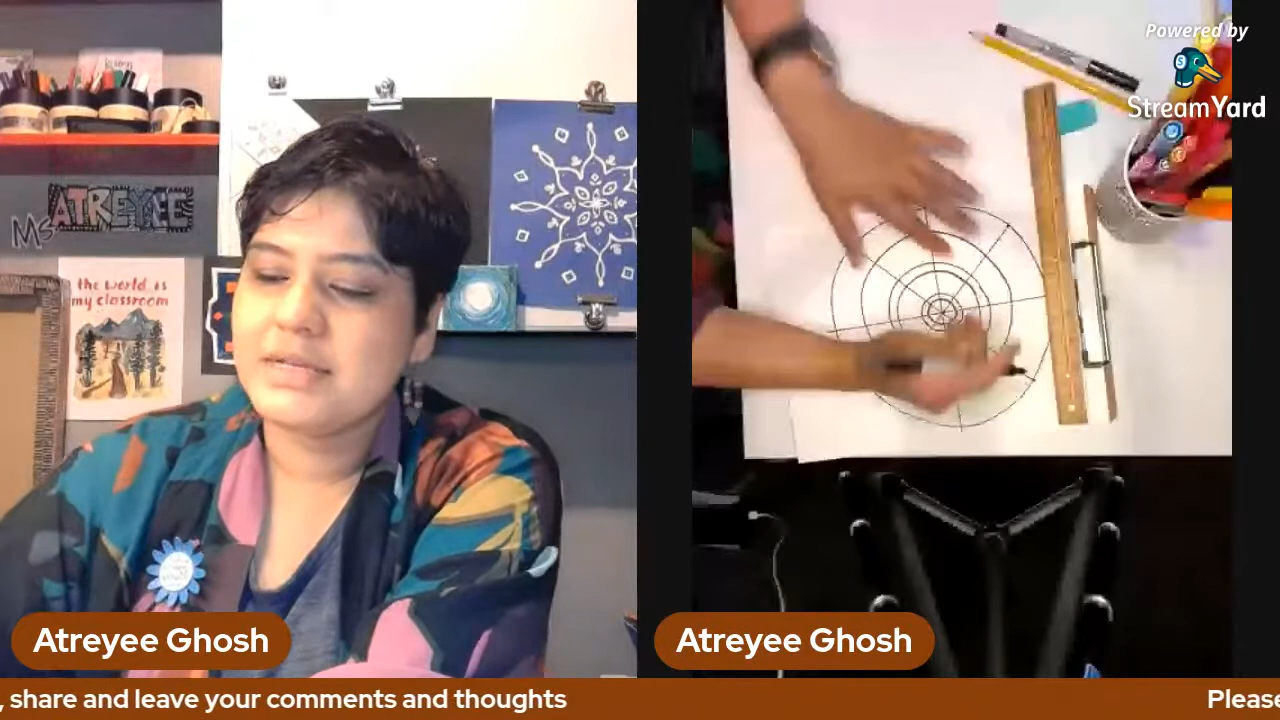 Powered by
StreamYard
Ms
ATREYEE
the world is
my classroom
Atreyee Ghosh
Atreyee Ghosh
, share and leave your comments and thoughts
Please